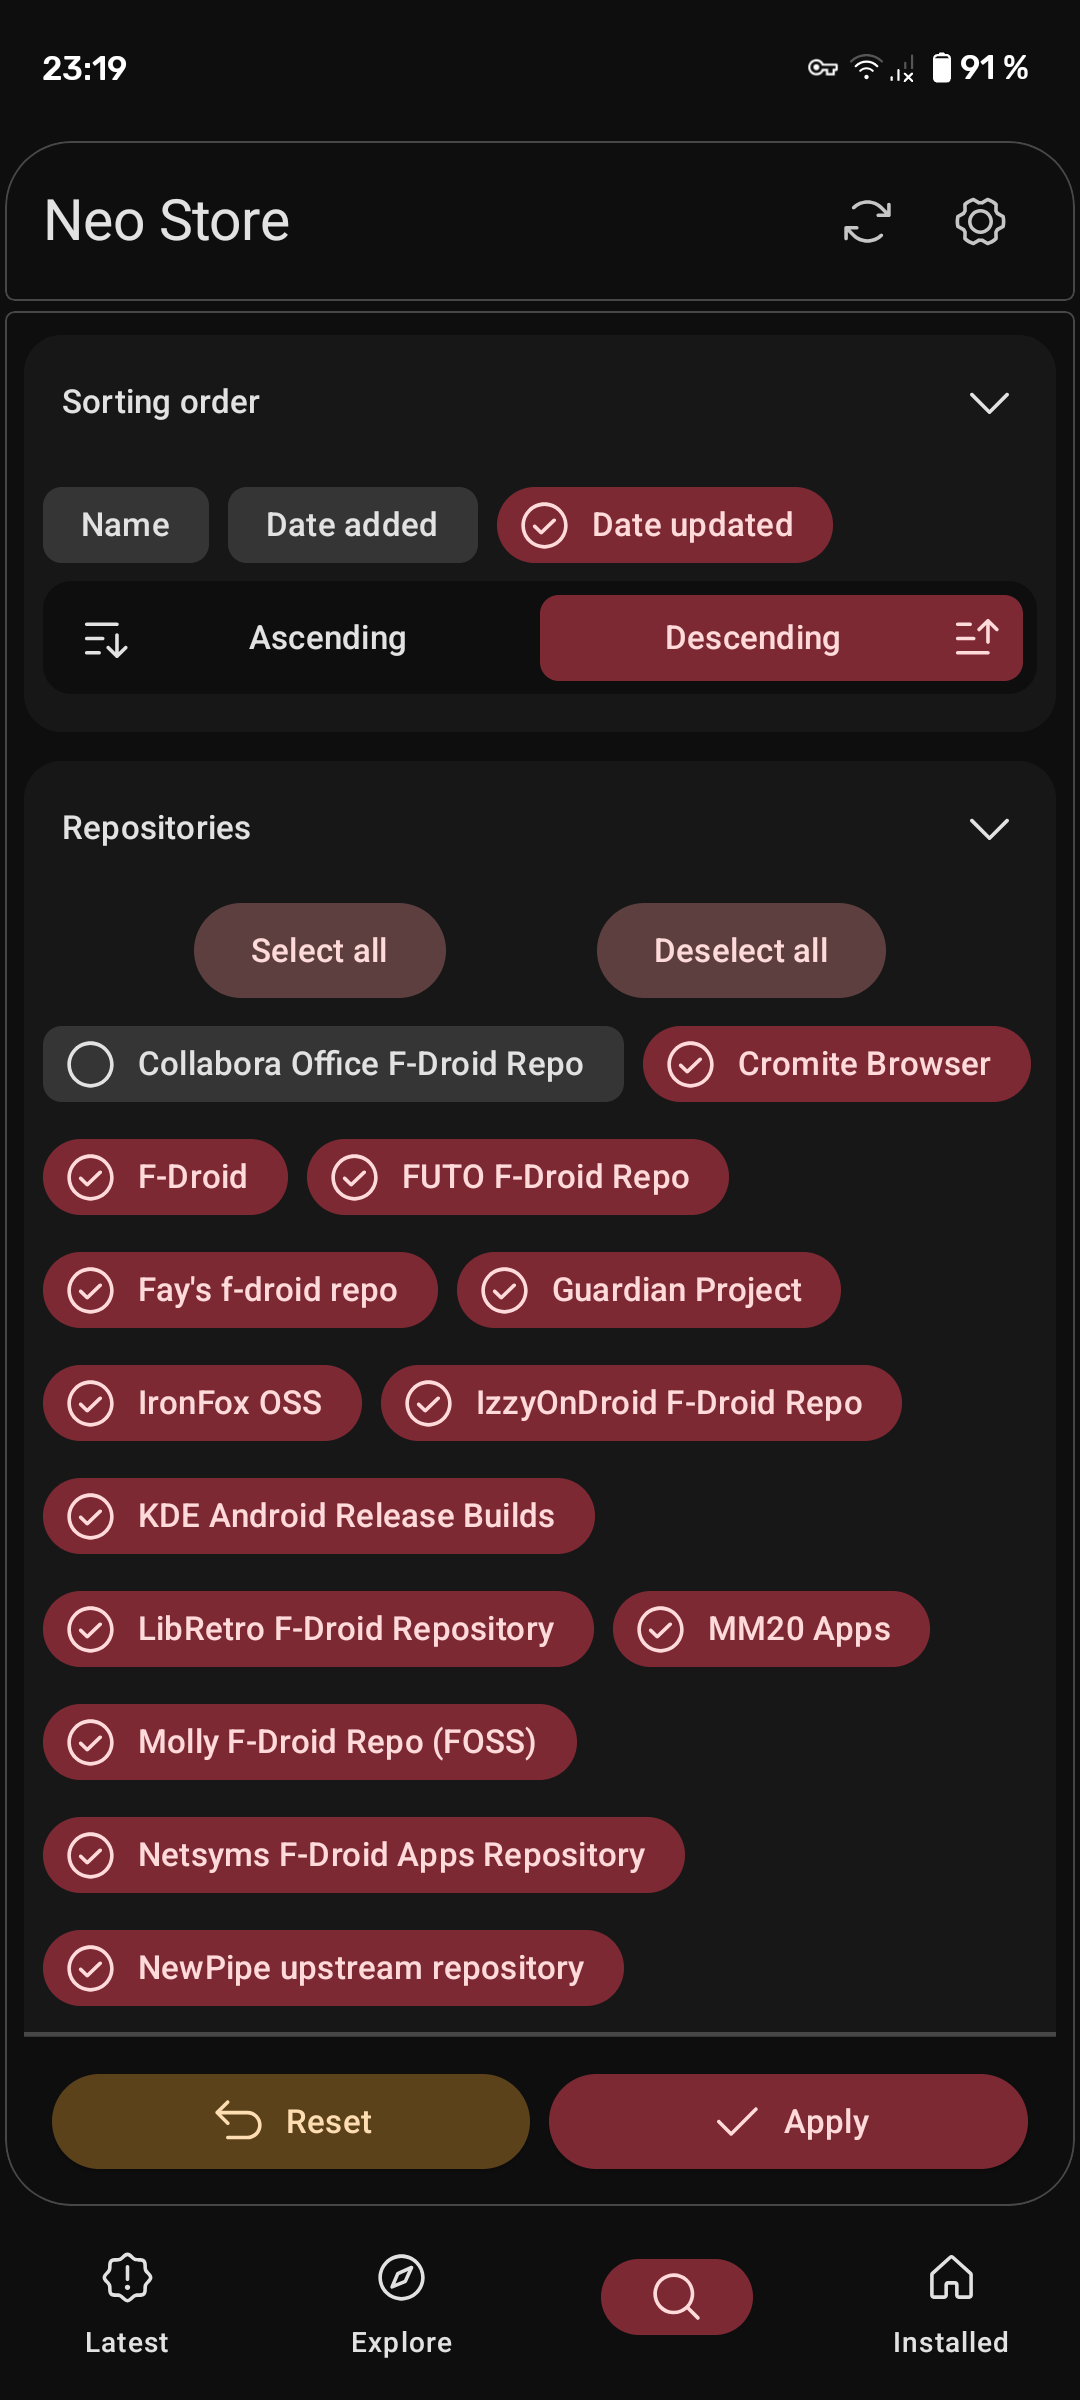 23:19 91 %
Neo Store
Sorting order
Name Date added Date updated
Ascending Descending
Repositories
Select all Deselect all
Collabora Office F-Droid Repo Cromite Browser
F-Droid FUTO F-Droid Repo
Fay's f-droid repo Guardian Project
IronFox OSS IzzyOnDroid F-Droid Repo
KDE Android Release Builds
LibRetro F-Droid Repository MM20 Apps
Molly F-Droid Repo (FOSS)
Netsyms F-Droid Apps Repository
NewPipe upstream repository
Reset Apply
Latest Explore Installed